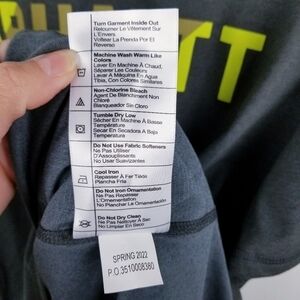 Turn Garment Inside Out
Retourner Le Vêtement Sur
L'envers
Voltear La Prenda Por El
Reverso
Machine Wash Warm Like
Colors
Laver En Machine À Chaud,
Séparer Les Couleurs
Lavar A Máquina En Agua
Tibia, Con Colores Similares
Non-Chlorine Bleach
Agent De Blanchiment Non
Chloré
Blanqueador Sin Cloro
Tumble Dry Low
Sécher En Machine À Basse
Température
Secar En Secadora A Baja
Temperatura
Do Not Use Fabric Softeners
Ne Pas Utiliser
D'Assouplissants
No Usar Suavizantes
Cool Iron
Repasser À Fer Tiède
Plancha Fría
Do Not Iron Ornamentation
Ne Pas Repasser
L'Ornementation
No Planchar La Ornamentación
Do Not Dry Clean
Ne Pas Nettoyer À Sec
No Limpiar En Seco
SPRING 2022
P.O.3510008360